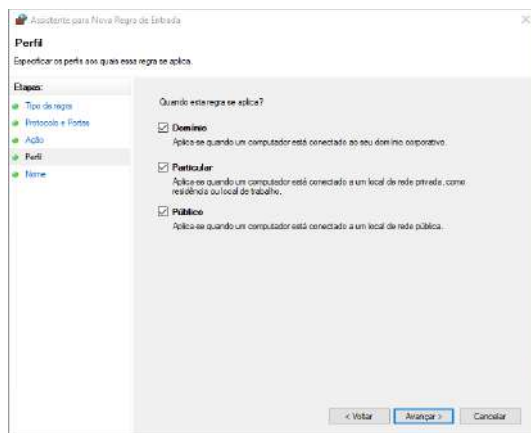 Assistente para Nova Regra de Entrada
Perfil
Especificar os perfis aos quais essa regra se aplica.
Etapas:
Tipo de regra
Protocolo e Portas
Ação
Perfil
Nome
Quando esta regra se aplica?
Domínio
Aplica-se quando um computador está conectado ao seu domínio corporativo.
Particular
Aplica-se quando um computador está conectado a um local de rede privada, como
residência ou local de trabalho.
Público
Aplica-se quando um computador está conectado a um local de rede pública.
< Voltar
Avançar >
Cancelar